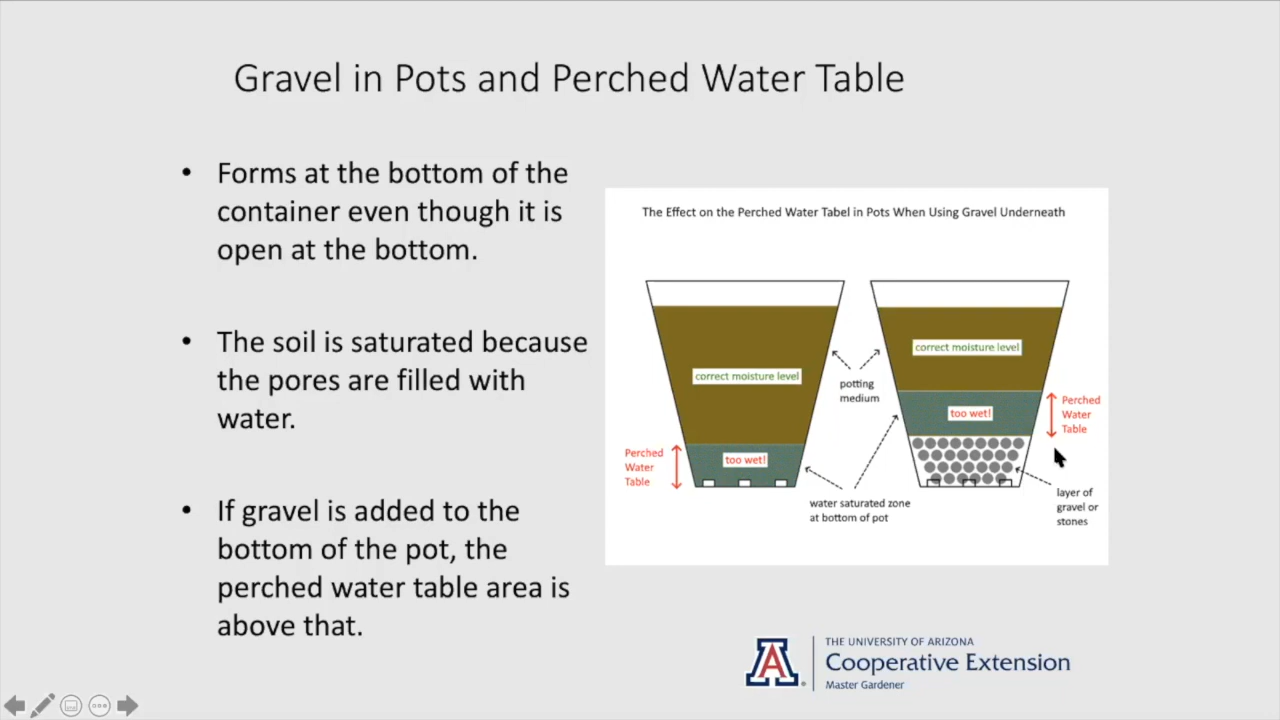 Gravel in Pots and Perched Water Table
• Forms at the bottom of the
container even though it is
open at the bottom.
• The soil is saturated because
the pores are filled with
water.
• If gravel is added to the
bottom of the pot, the
perched water table area is
above that.
The Effect on the Perched Water Tabel in Pots When Using Gravel Underneath
correct moisture level
too wet!
Perched
Water
Table
potting
medium
water saturated zone
at bottom of pot
correct moisture level
too wet!
Perched
Water
Table
layer of
gravel or
stones
A
THE UNIVERSITY OF ARIZONA
Cooperative Extension
Master Gardener